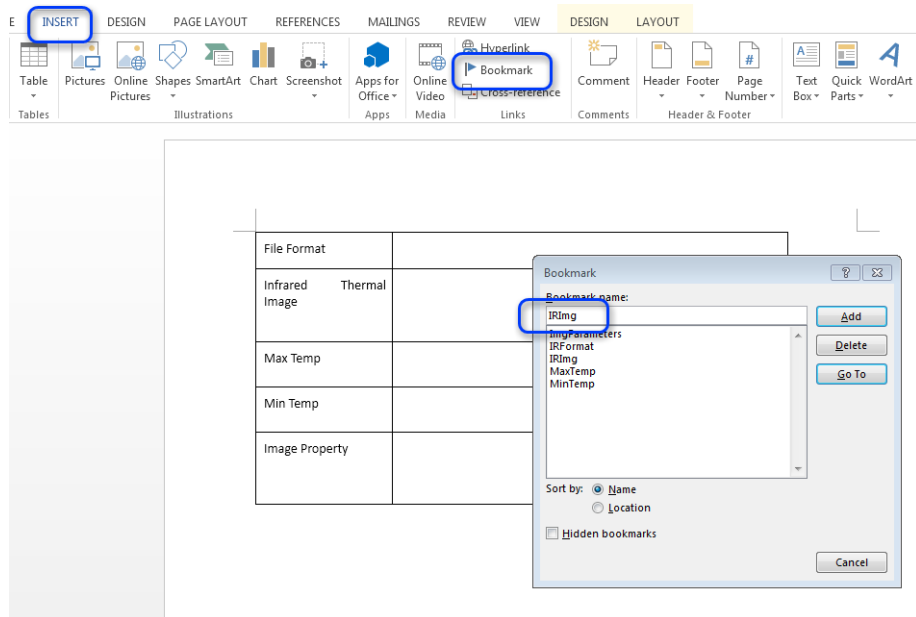 E INSERT DESIGN PAGE LAYOUT REFERENCES MAILINGS REVIEW VIEW DESIGN LAYOUT
Table
Pictures
Online
Pictures
Shapes
SmartArt
Chart
Screenshot
Apps for
Office
Online
Video
Hyperlink
Bookmark
Cross-reference
Comment
Header
Footer
#
Page
Number
A
Text
Box
Quick
Parts
A
WordArt
Tables Illustrations Apps Media Links Comments Header & Footer
File Format
Infrared Thermal
Image
Max Temp
Min Temp
Image Property
Bookmark
?
Bookmark name:
IRImg
Add
ImgParameters
IRFormat
IRImg
MaxTemp
MinTemp
Delete
Go To
Sort by: Name
Location
Hidden bookmarks
Cancel